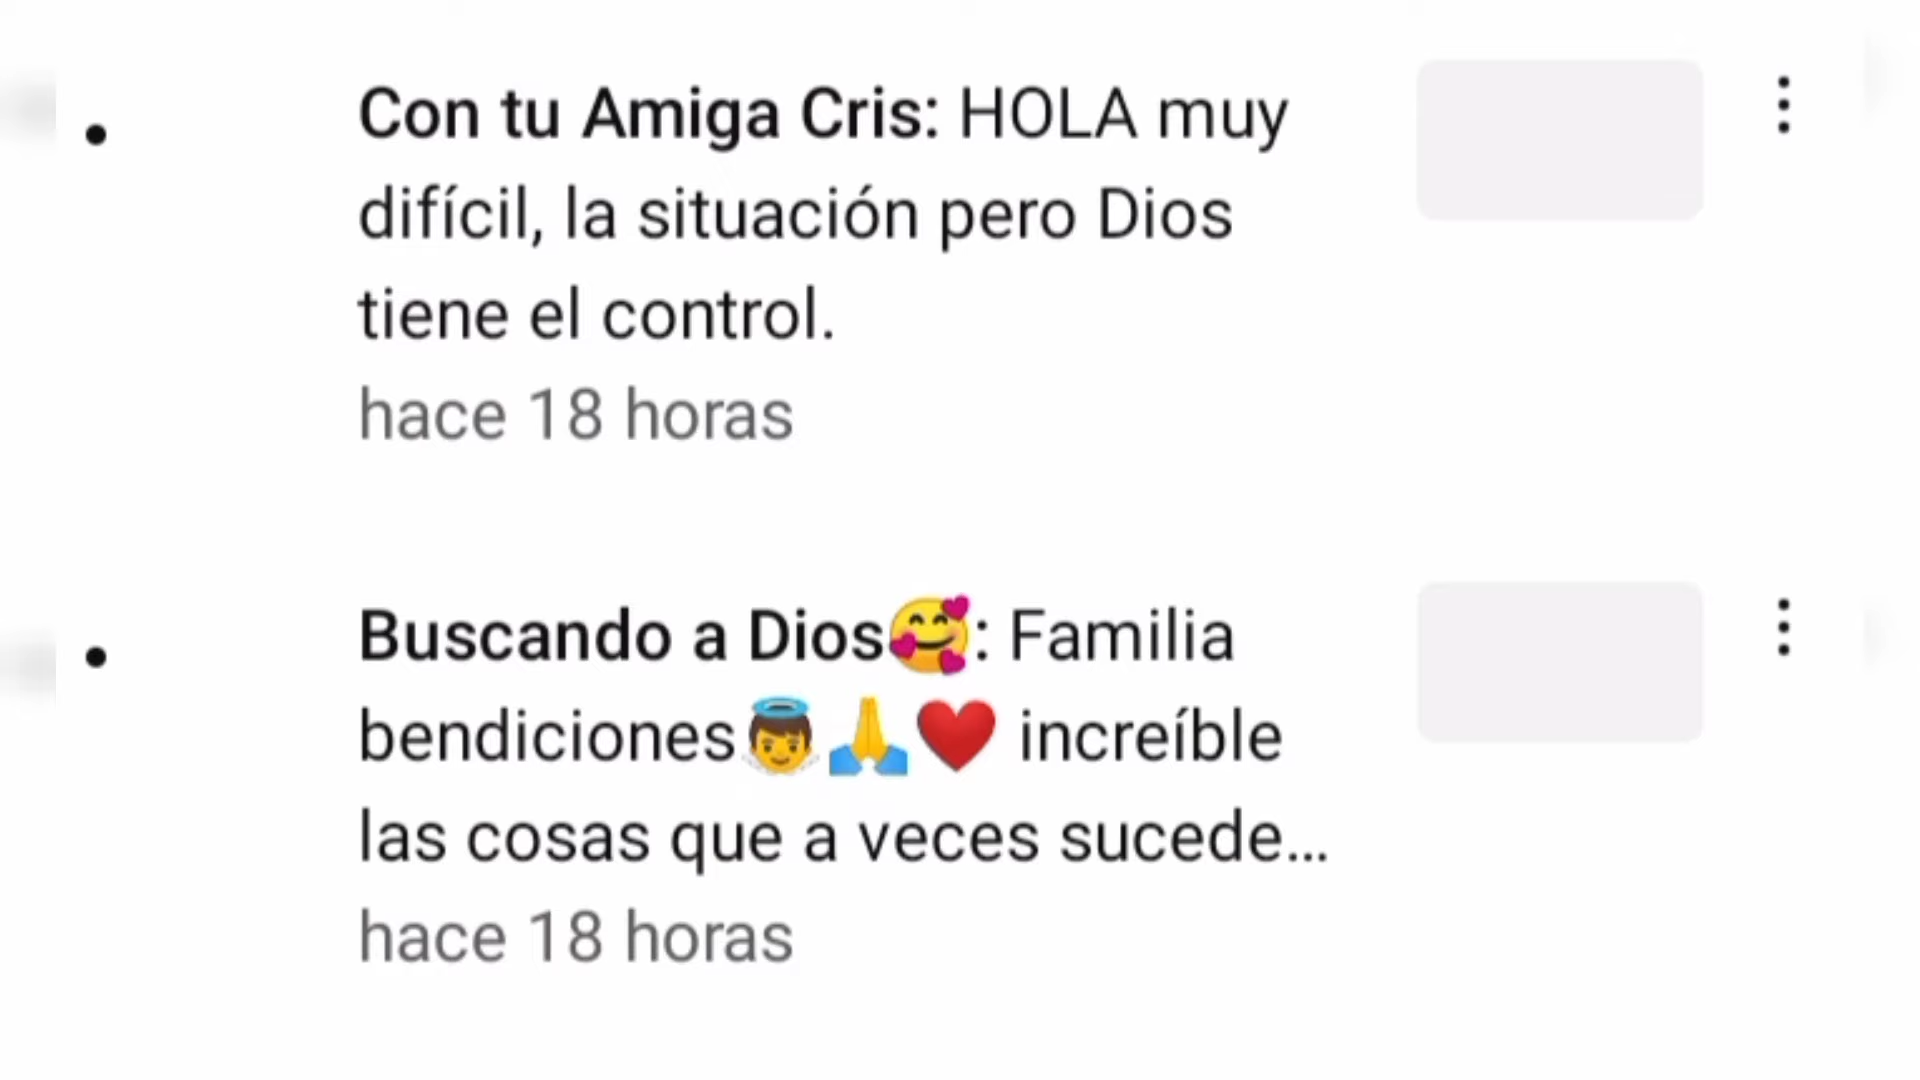 Con tu Amiga Cris: HOLA muy
difícil, la situación pero Dios
tiene el control.
hace 18 horas
Buscando a Dios🥰: Familia
bendiciones👼🙏❤️ increíble
las cosas que a veces sucede...
hace 18 horas